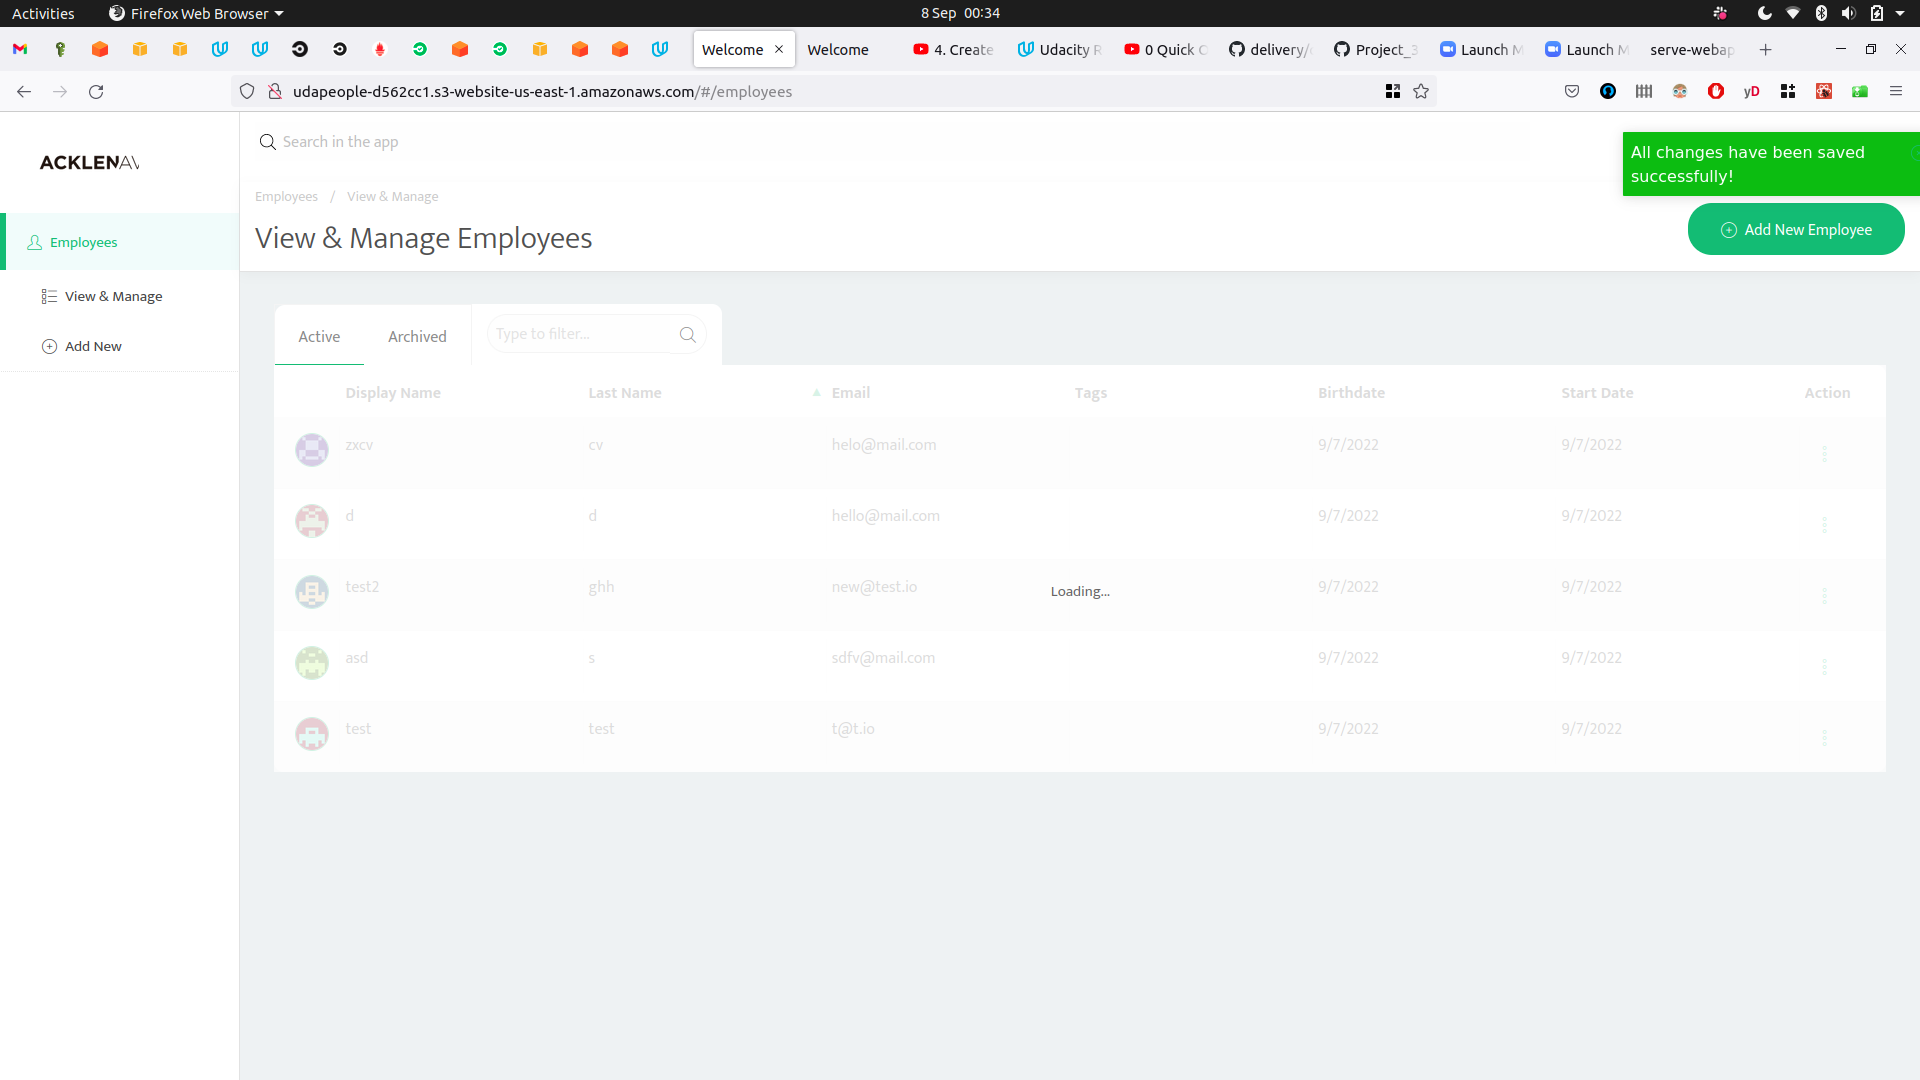 Activities Firefox Web Browser 8 Sep 00:34
Welcome Welcome 4. Create Udacity R 0 Quick delivery/ Project_3 Launch M Launch M serve-webap
udapeople-d562cc1.s3-website-us-east-1.amazonaws.com/#/employees yD
ACKLENAV
Search in the app
All changes have been saved
successfully!
Employees / View & Manage
View & Manage Employees
Add New Employee
Employees
View & Manage
Add New
Active Archived Type to filter...
Display Name Last Name Email Tags Birthdate Start Date Action
zxcv cv helo@mail.com 9/7/2022 9/7/2022
d d hello@mail.com 9/7/2022 9/7/2022
test2 ghh new@test.io 9/7/2022 9/7/2022
Loading...
asd s sdfv@mail.com 9/7/2022 9/7/2022
test test t@t.io 9/7/2022 9/7/2022